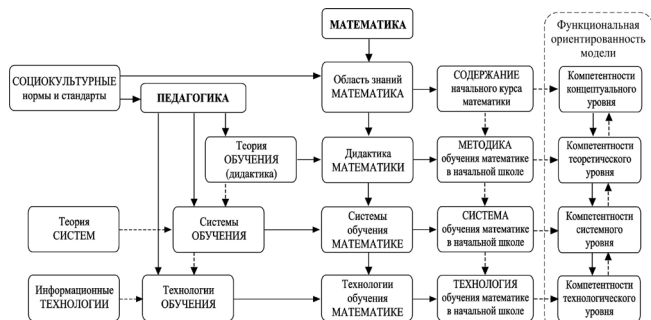 МАТЕМАТИКА
Функциональная
ориентированность
модели
СОЦИОКУЛЬТУРНЫЕ
нормы и стандарты
ПЕДАГОГИКА
Область знаний
МАТЕМАТИКА
СОДЕРЖАНИЕ
начального курса
математики
Компетентности
концептуального
уровня
Теория
ОБУЧЕНИЯ
(дидактика)
Дидактика
МАТЕМАТИКИ
МЕТОДИКА
обучения математике
в начальной школе
Компетентности
теоретического
уровня
Теория
СИСТЕМ
Системы
ОБУЧЕНИЯ
Системы
обучения
МАТЕМАТИКЕ
СИСТЕМА
обучения математике
в начальной школе
Компетентности
системного
уровня
Информационные
ТЕХНОЛОГИИ
Технологии
ОБУЧЕНИЯ
Технологии
обучения
МАТЕМАТИКЕ
ТЕХНОЛОГИЯ
обучения математике
в начальной школе
Компетентности
технологического
уровня